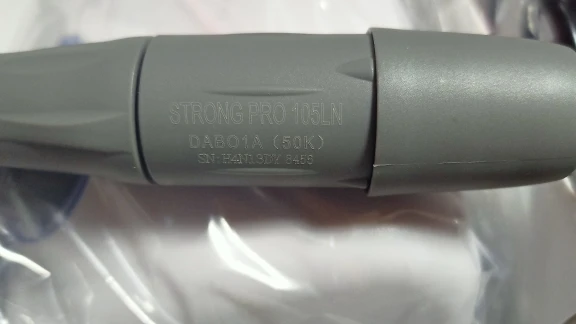 STRONG PRO 105LN
DAB01A (50K)